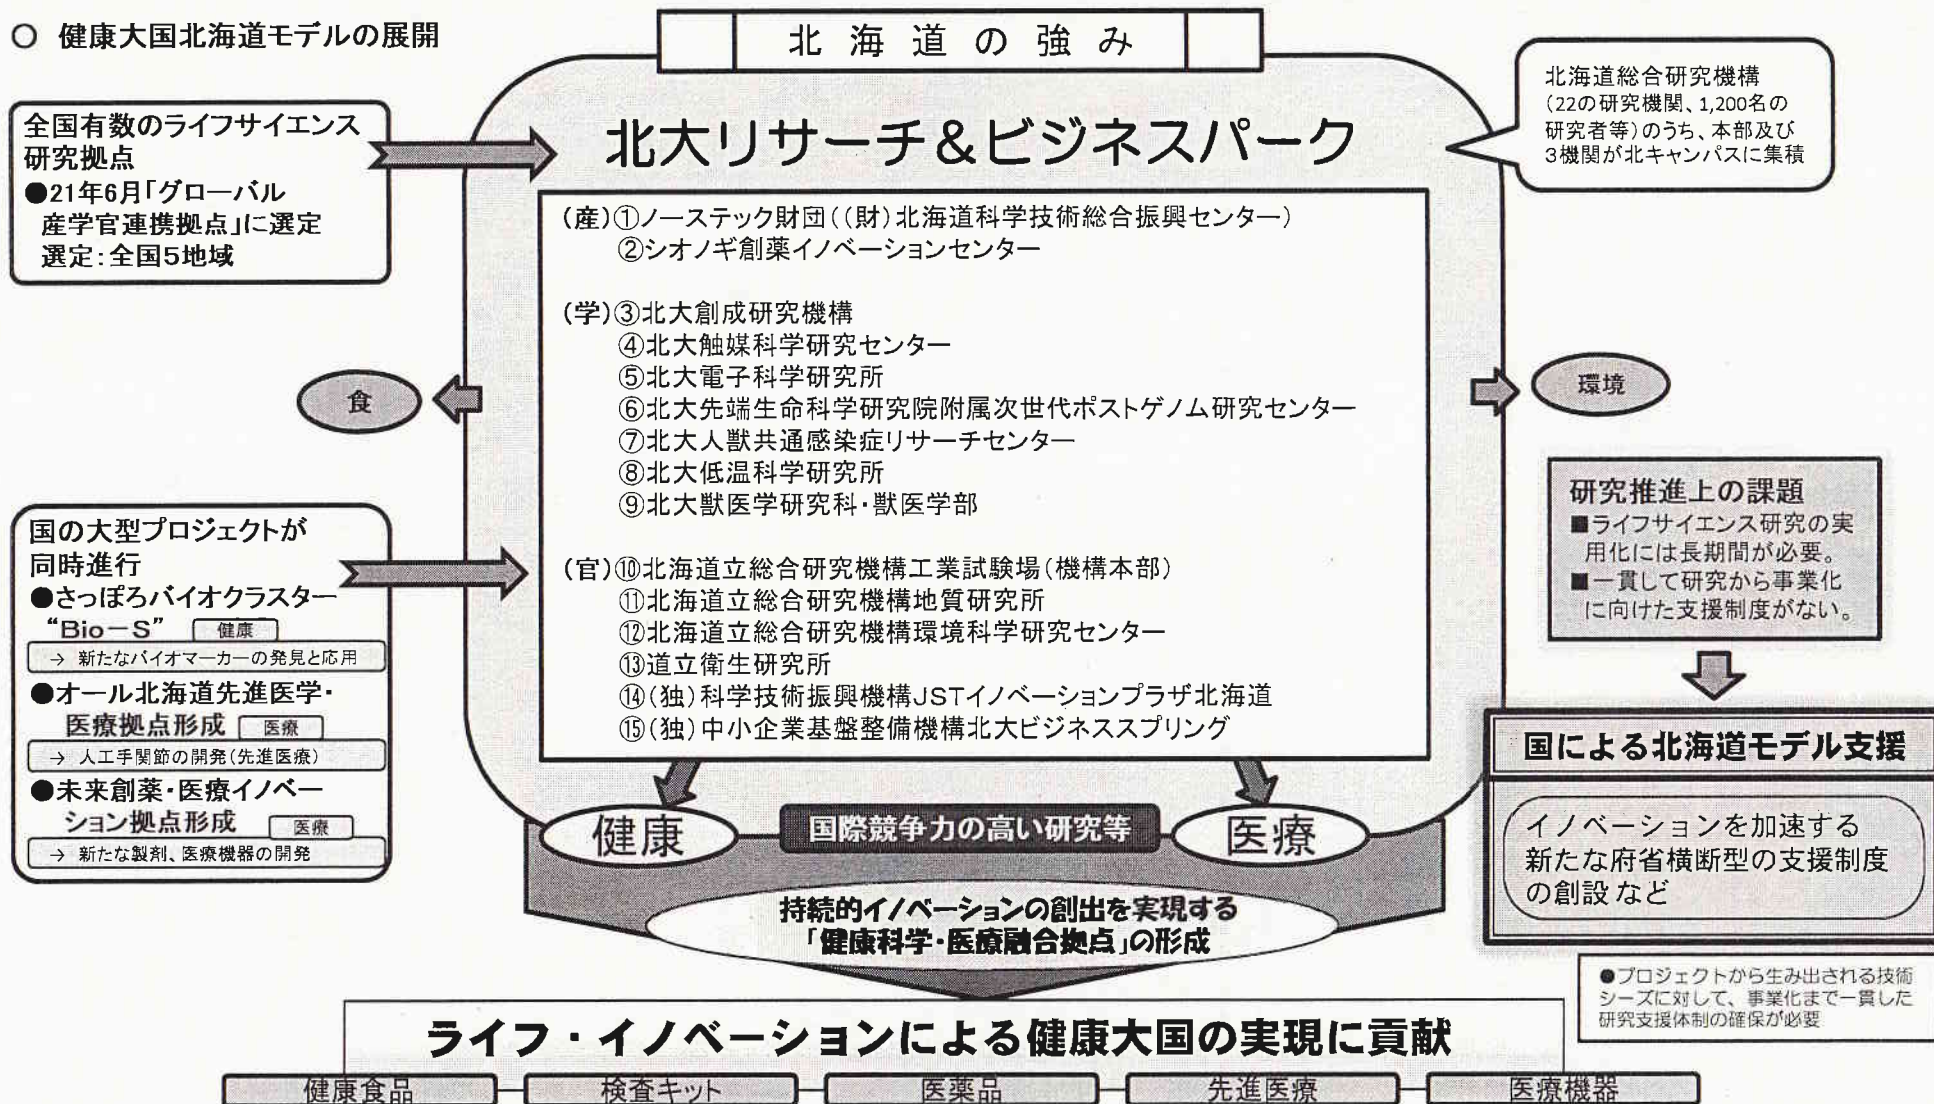 ○ 健康大国北海道モデルの展開
北海道の強み
全国有数のライフサイエンス
研究拠点
●21年6月「グローバル
産学官連携拠点」に選定
選定:全国5地域
北大リサーチ&ビジネスパーク
北海道総合研究機構
(22の研究機関、1,200名の
研究者等)のうち、本部及び
3機関が北キャンパスに集積
(産)①ノーステック財団((財)北海道科学技術総合振興センター)
②シオノギ創薬イノベーションセンター
(学)③北大創成研究機構
④北大触媒科学研究センター
⑤北大電子科学研究所
⑥北大先端生命科学研究院附属次世代ポストゲノム研究センター
⑦北大人獣共通感染症リサーチセンター
⑧北大低温科学研究所
⑨北大獣医学研究科・獣医学部
(官)⑩北海道立総合研究機構工業試験場(機構本部)
⑪北海道立総合研究機構地質研究所
⑫北海道立総合研究機構環境科学研究センター
⑬道立衛生研究所
⑭(独)科学技術振興機構JSTイノベーションプラザ北海道
⑮(独)中小企業基盤整備機構北大ビジネススプリング
食
環境
国の大型プロジェクトが
同時進行
●さっぽろバイオクラスター
“Bio-S” 健康
→ 新たなバイオマーカーの発見と応用
●オール北海道先進医学・
医療拠点形成 医療
→ 人工手関節の開発(先進医療)
●未来創薬・医療イノベー
ション拠点形成 医療
→ 新たな製剤、医療機器の開発
研究推進上の課題
■ライフサイエンス研究の実
用化には長期間が必要。
■一貫して研究から事業化
に向けた支援制度がない。
国による北海道モデル支援
イノベーションを加速する
新たな府省横断型の支援制度
の創設 など
●プロジェクトから生み出される技術
シーズに対して、事業化まで一貫した
研究支援体制の確保が必要
健康
国際競争力の高い研究等
医療
持続的イノベーションの創出を実現する
「健康科学・医療融合拠点」の形成
ライフ・イノベーションによる健康大国の実現に貢献
健康食品
検査キット
医薬品
先進医療
医療機器